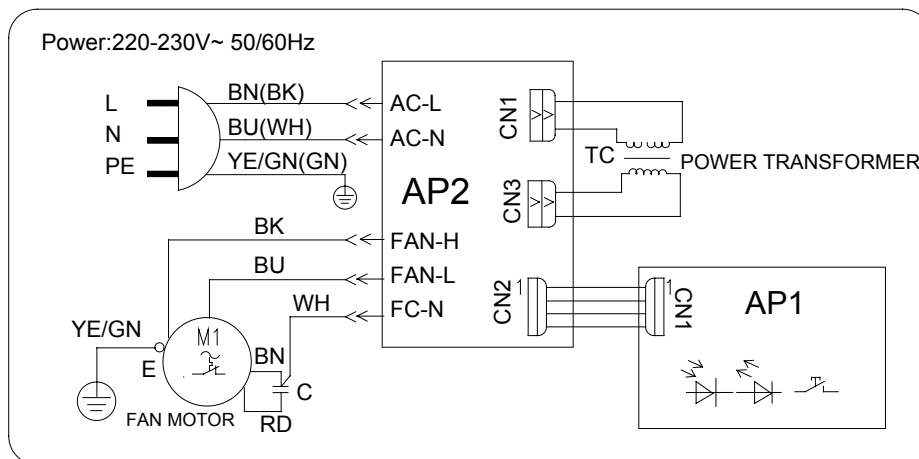 Power:220-230V~ 50/60Hz
L
BN(BK)
AC-L
N
BU(WH)
AC-N
PE
YE/GN(GN)
AP2
CN1
TC
POWER TRANSFORMER
CN3
BK
FAN-H
BU
FAN-L
WH
FC-N
CN2
1
1
CN1
AP1
YE/GN
E
M1
BN
C
RD
FAN MOTOR